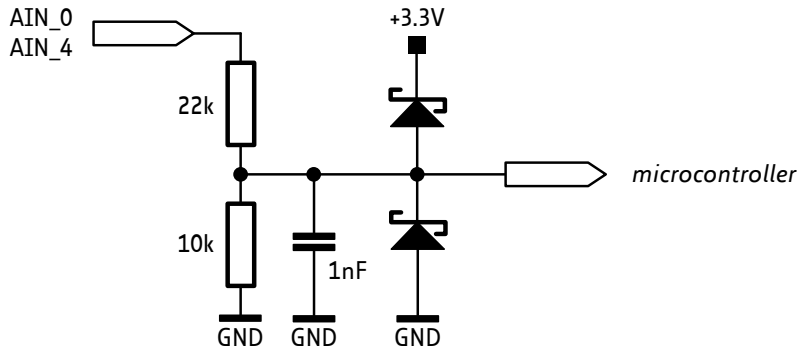 AIN_0
AIN_4
+3.3V
22k
microcontroller
10k
1nF
GND
GND
GND